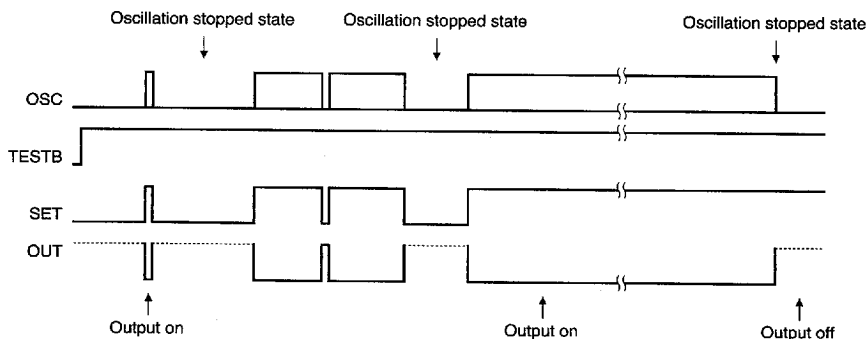 Oscillation stopped state
Oscillation stopped state
Oscillation stopped state
OSC
TESTB
SET
OUT
Output on
Output on
Output off